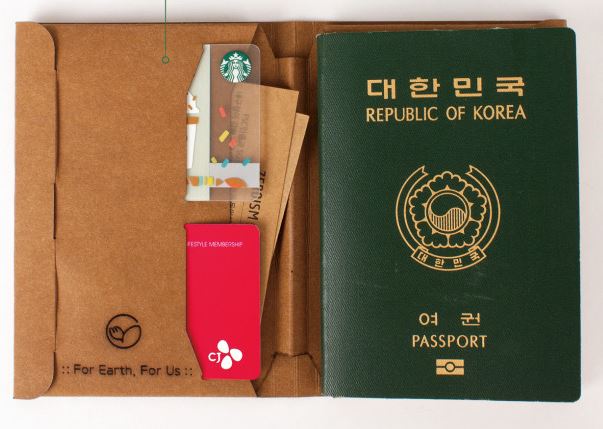 ZEROISM
LIFESTYLE MEMBERSHIP
CJ
:: For Earth, For Us ::
대한민국
REPUBLIC OF KOREA
대한민국
여권
PASSPORT